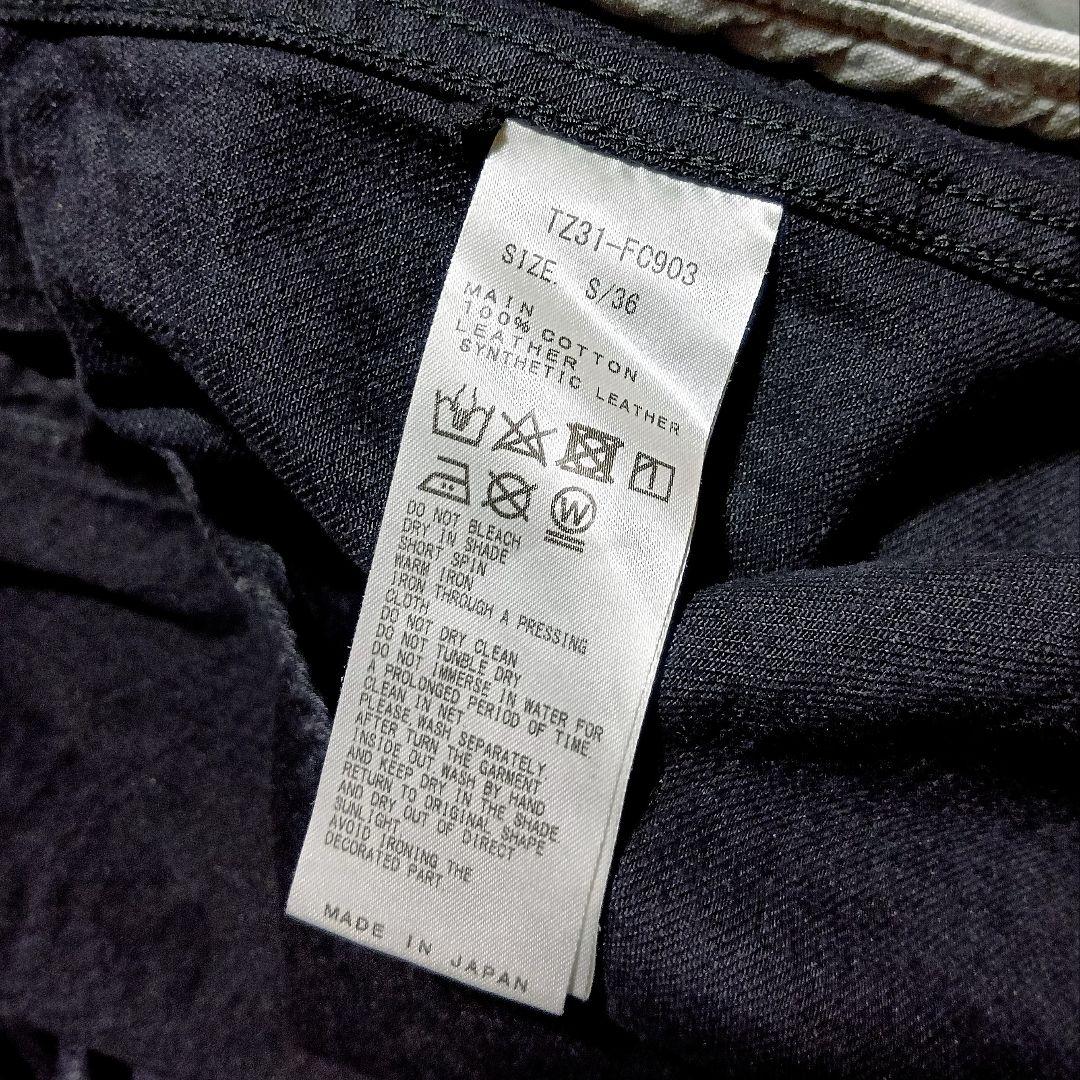 TZ31-FC903
SIZE. S/36
MAIN
100% COTTON
LEATHER
SYNTHETIC LEATHER
W
DO NOT BLEACH
DRY IN SHADE
SHORT SPIN
WARM IRON
IRON THROUGH A PRESSING
CLOTH
DO NOT DRY CLEAN
DO NOT TUNBLE DRY
DO NOT IMMERSE IN WATER FOR
A PROLONGED PERIOD OF TIME
CLEAN IN NET
PLEASE WASH SEPARATELY
AFTER TURN THE GARMENT
INSIDE OUT WASH BY HAND
AND KEEP DRY IN THE SHADE
RETURN TO ORIGINAL SHAPE
AND DRY OUT OF DIRECT
SUNLIGHT
AVOID IRONING THE
DECORATED PART
MADE IN JAPAN